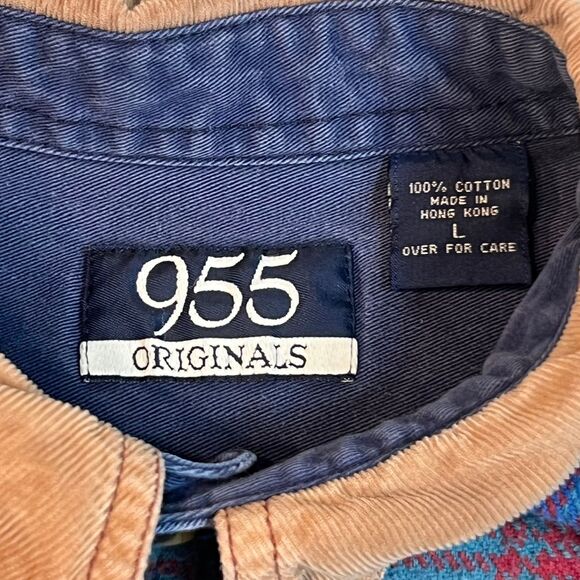 955
ORIGINALS
100% COTTON
MADE IN
HONG KONG
L
OVER FOR CARE